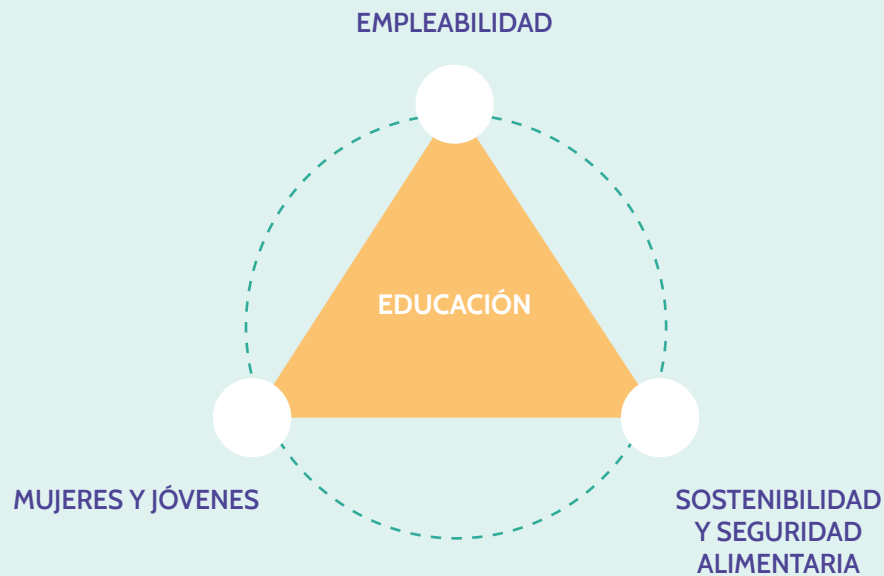 EMPLEABILIDAD
EDUCACIÓN
MUJERES Y JÓVENES
SOSTENIBILIDAD
Y SEGURIDAD
ALIMENTARIA